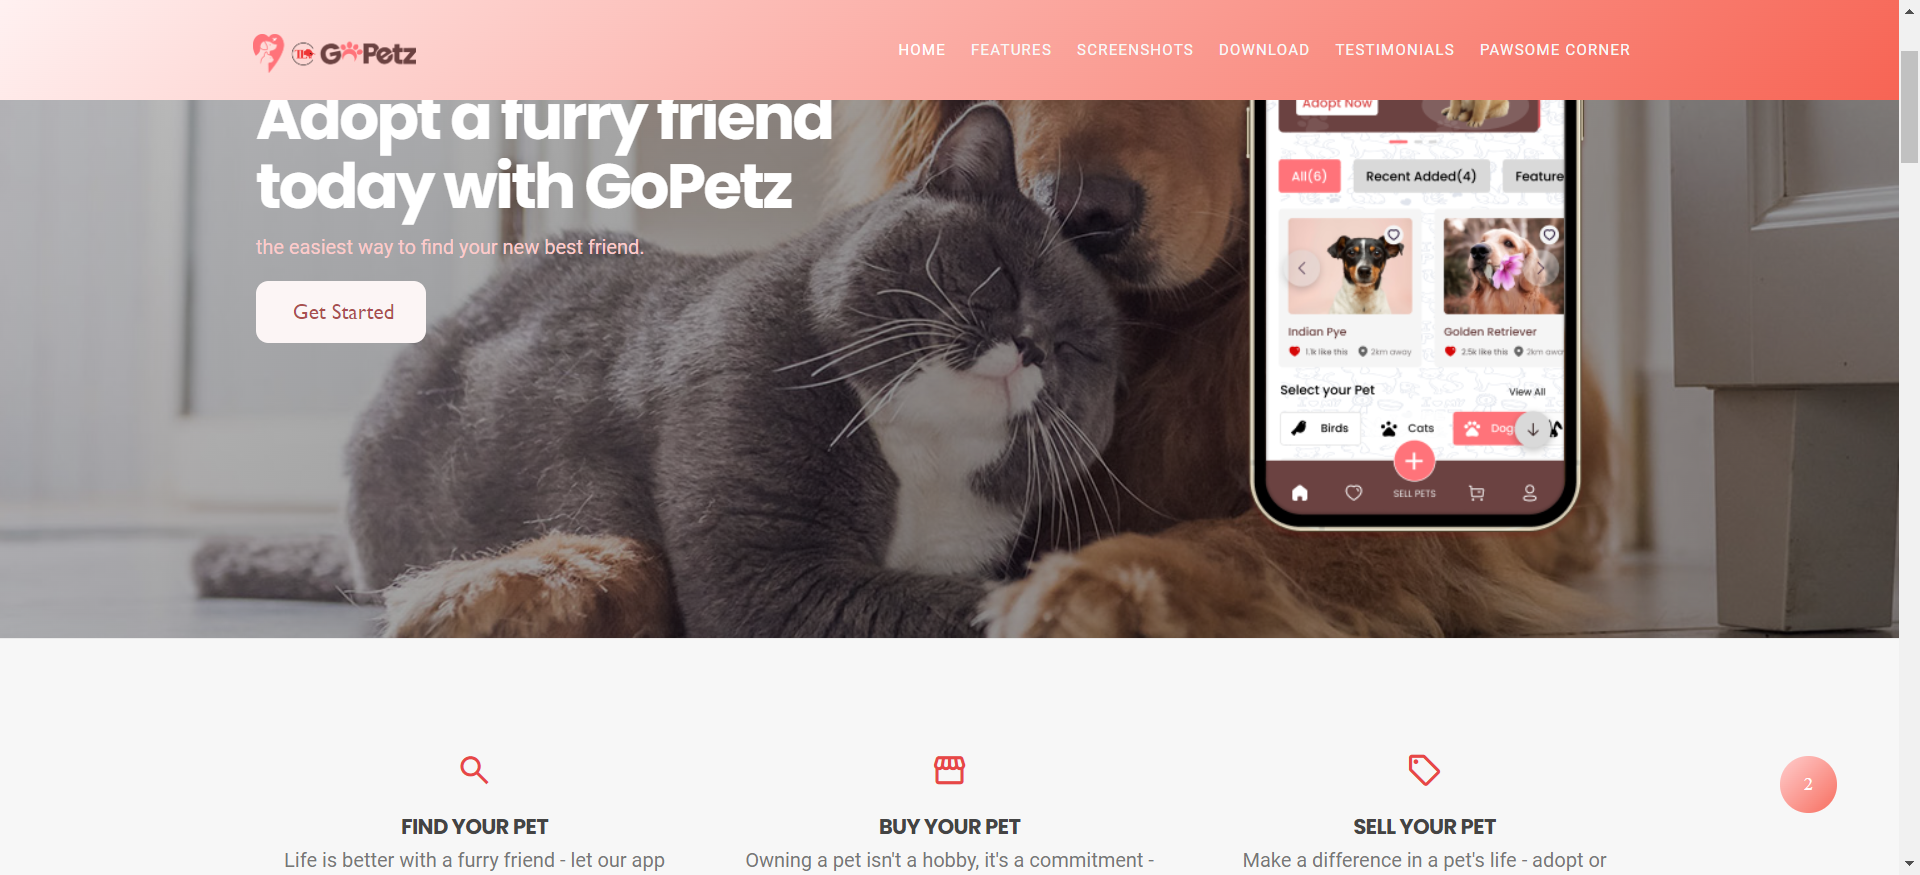 GoPetz
HOME FEATURES SCREENSHOTS DOWNLOAD TESTIMONIALS PAWSOME CORNER
Adopt a furry friend
today with GoPetz
the easiest way to find your new best friend.
Get Started
Adopt Now
All(6) Recent Added(4) Feature
Indian Pye Golden Retriever
1.1k like this 2km away 2.5k like this 2km awa
Select your Pet View All
Birds Cats Dog
SELL PETS
FIND YOUR PET
Life is better with a furry friend - let our app
BUY YOUR PET
Owning a pet isn't a hobby, it's a commitment -
SELL YOUR PET
Make a difference in a pet's life - adopt or
2